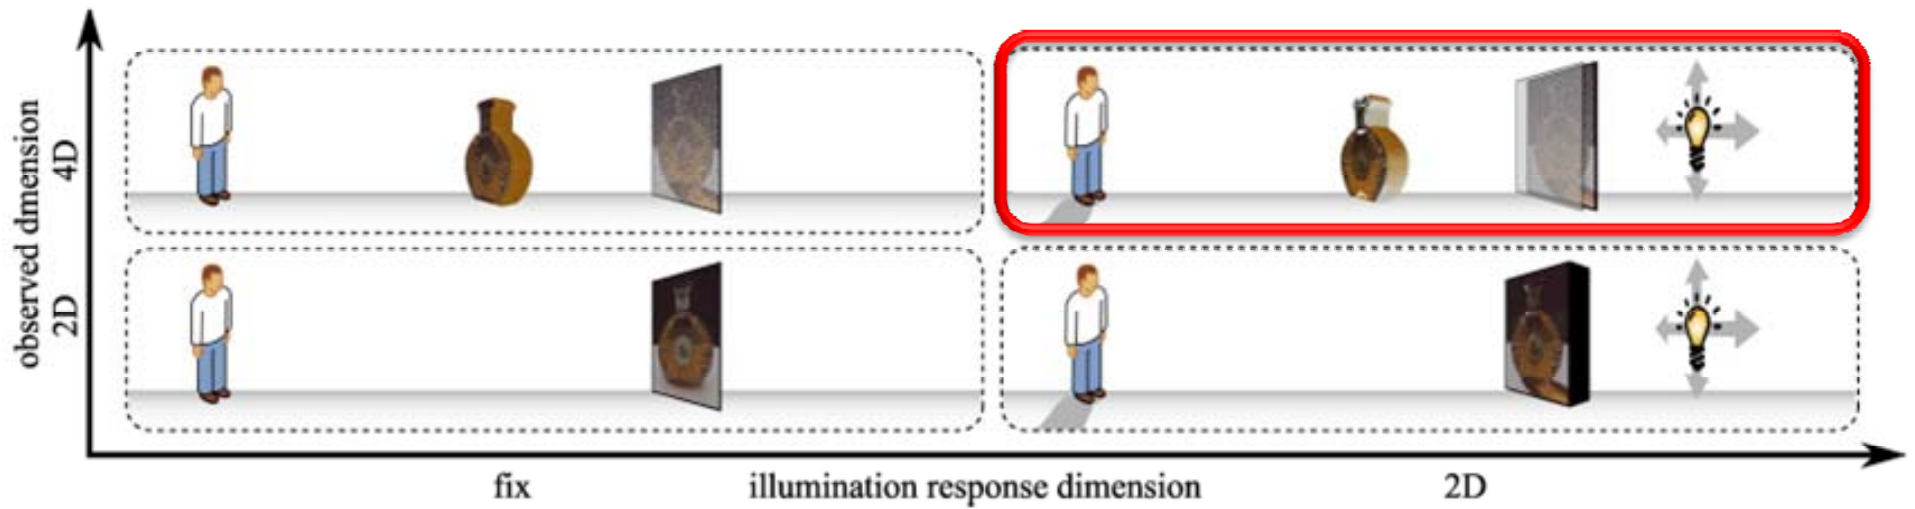 observed dmension
4D
2D
fix
illumination response dimension
2D